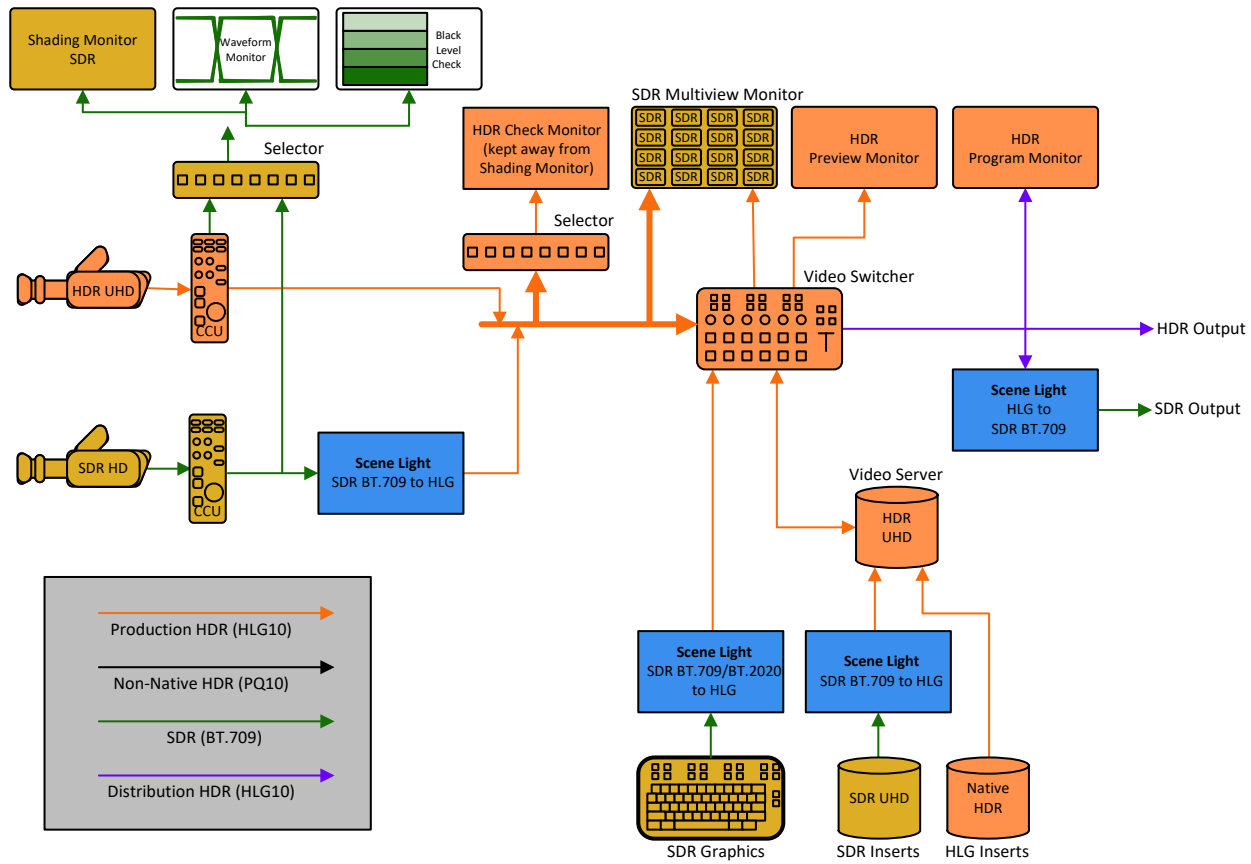 Shading Monitor
SDR
Waveform
Monitor
Black
Level
Check
Selector
HDR UHD
CCU
SDR HD
CCU
Scene Light
SDR BT.709 to HLG
HDR Check Monitor
(kept away from
Shading Monitor)
Selector
SDR Multiview Monitor
SDR SDR SDR SDR
SDR SDR SDR SDR
SDR SDR SDR SDR
SDR SDR SDR SDR
HDR
Preview Monitor
HDR
Program Monitor
Video Switcher
HDR Output
Scene Light
HLG to
SDR BT.709
SDR Output
Video Server
HDR
UHD
Scene Light
SDR BT.709/BT.2020
to HLG
Scene Light
SDR BT.709 to HLG
SDR Graphics
SDR UHD
SDR Inserts
Native
HDR
HLG Inserts
Production HDR (HLG10)
Non-Native HDR (PQ10)
SDR (BT.709)
Distribution HDR (HLG10)